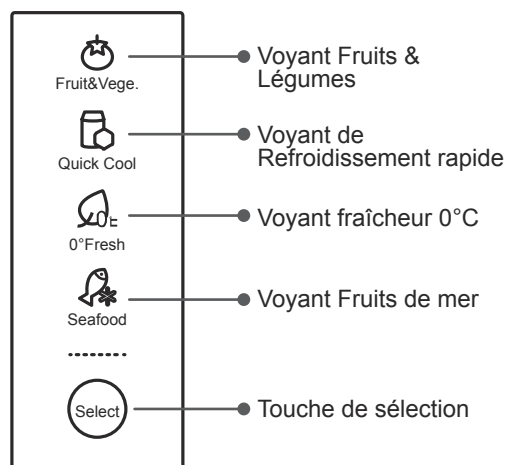 Fruit&Vege.
Voyant Fruits &
Légumes
Quick Cool
Voyant de
Refroidissement rapide
0°Fresh
Voyant fraîcheur 0°C
Seafood
Voyant Fruits de mer
Select
Touche de sélection